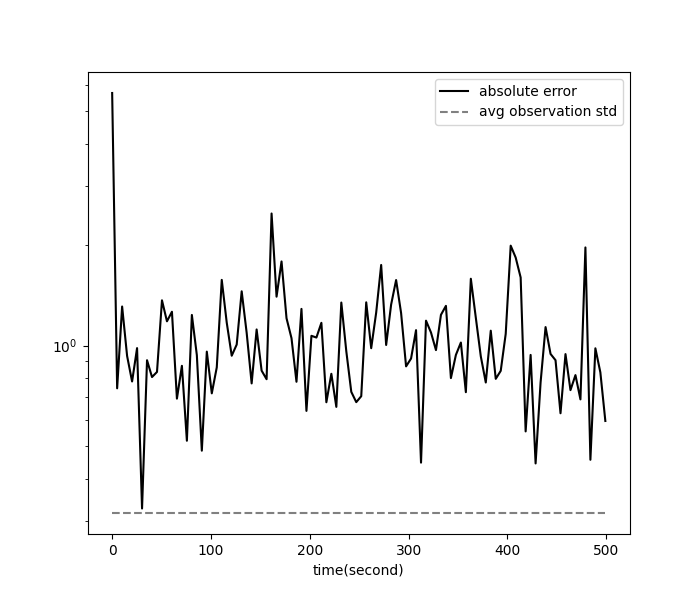 absolute error
avg observation std
10⁰
0 100 200 300 400 500
time(second)